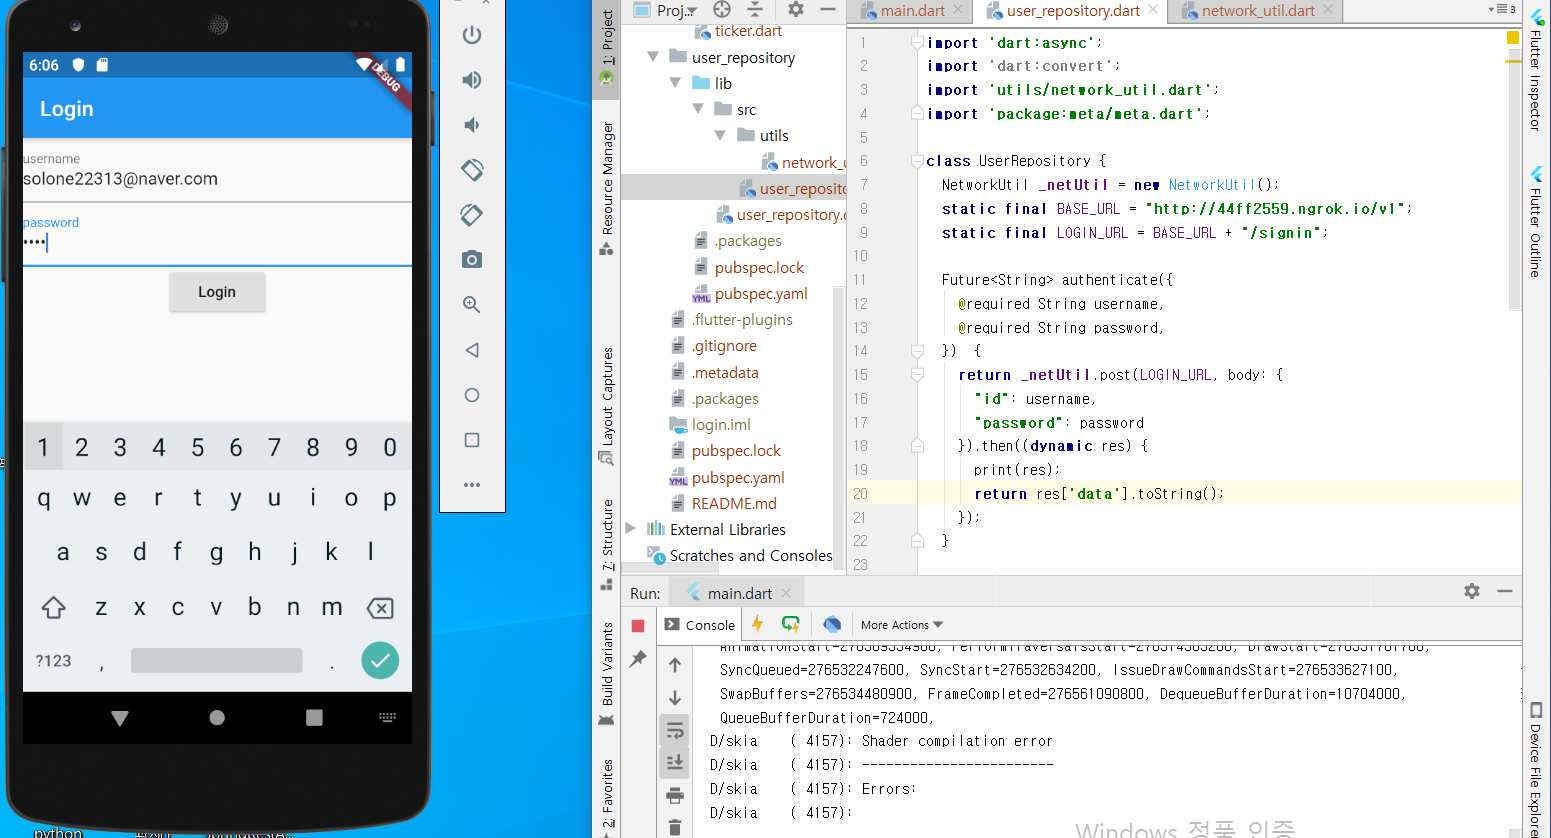 6:06
DEBUG
Login
username
solone22313@naver.com
password
••••
Login
1 2 3 4 5 6 7 8 9 0
q w e r t y u i o p
a s d f g h j k l
z x c v b n m
?123 , .
python
1: Project
Resource Manager
Layout Captures
7: Structure
Build Variants
2: Favorites
Proj...
ticker.dart
user_repository
lib
src
utils
network_u
user_reposito
user_repository.d
.packages
pubspec.lock
pubspec.yaml
.flutter-plugins
.gitignore
.metadata
.packages
login.iml
pubspec.lock
pubspec.yaml
README.md
External Libraries
Scratches and Consoles
main.dart
user_repository.dart
network_util.dart
3
1 import 'dart:async';
2 import 'dart:convert';
3 import 'utils/network_util.dart';
4 import 'package:meta/meta.dart';
5
6 class UserRepository {
7 NetworkUtil _netUtil = new NetworkUtil();
8 static final BASE_URL = "http://44ff2559.ngrok.io/v1";
9 static final LOGIN_URL = BASE_URL + "/signin";
10
11 Future<String> authenticate({
12 @required String username,
13 @required String password,
14 }) {
15 return _netUtil.post(LOGIN_URL, body: {
16 "id": username,
17 "password": password
18 }).then((dynamic res) {
19 print(res);
20 return res['data'].toString();
21 });
22 }
23
Flutter Inspector
Flutter Outline
Device File Explorer
Run: main.dart
Console
More Actions
SyncQueued=276532247600, SyncStart=276532634200, IssueDrawCommandsStart=276533627100,
SwapBuffers=276534480900, FrameCompleted=276561090800, DequeueBufferDuration=10704000,
QueueBufferDuration=724000,
D/skia ( 4157): Shader compilation error
D/skia ( 4157): ------------------------
D/skia ( 4157): Errors:
D/skia ( 4157):
Windows 정품 인증